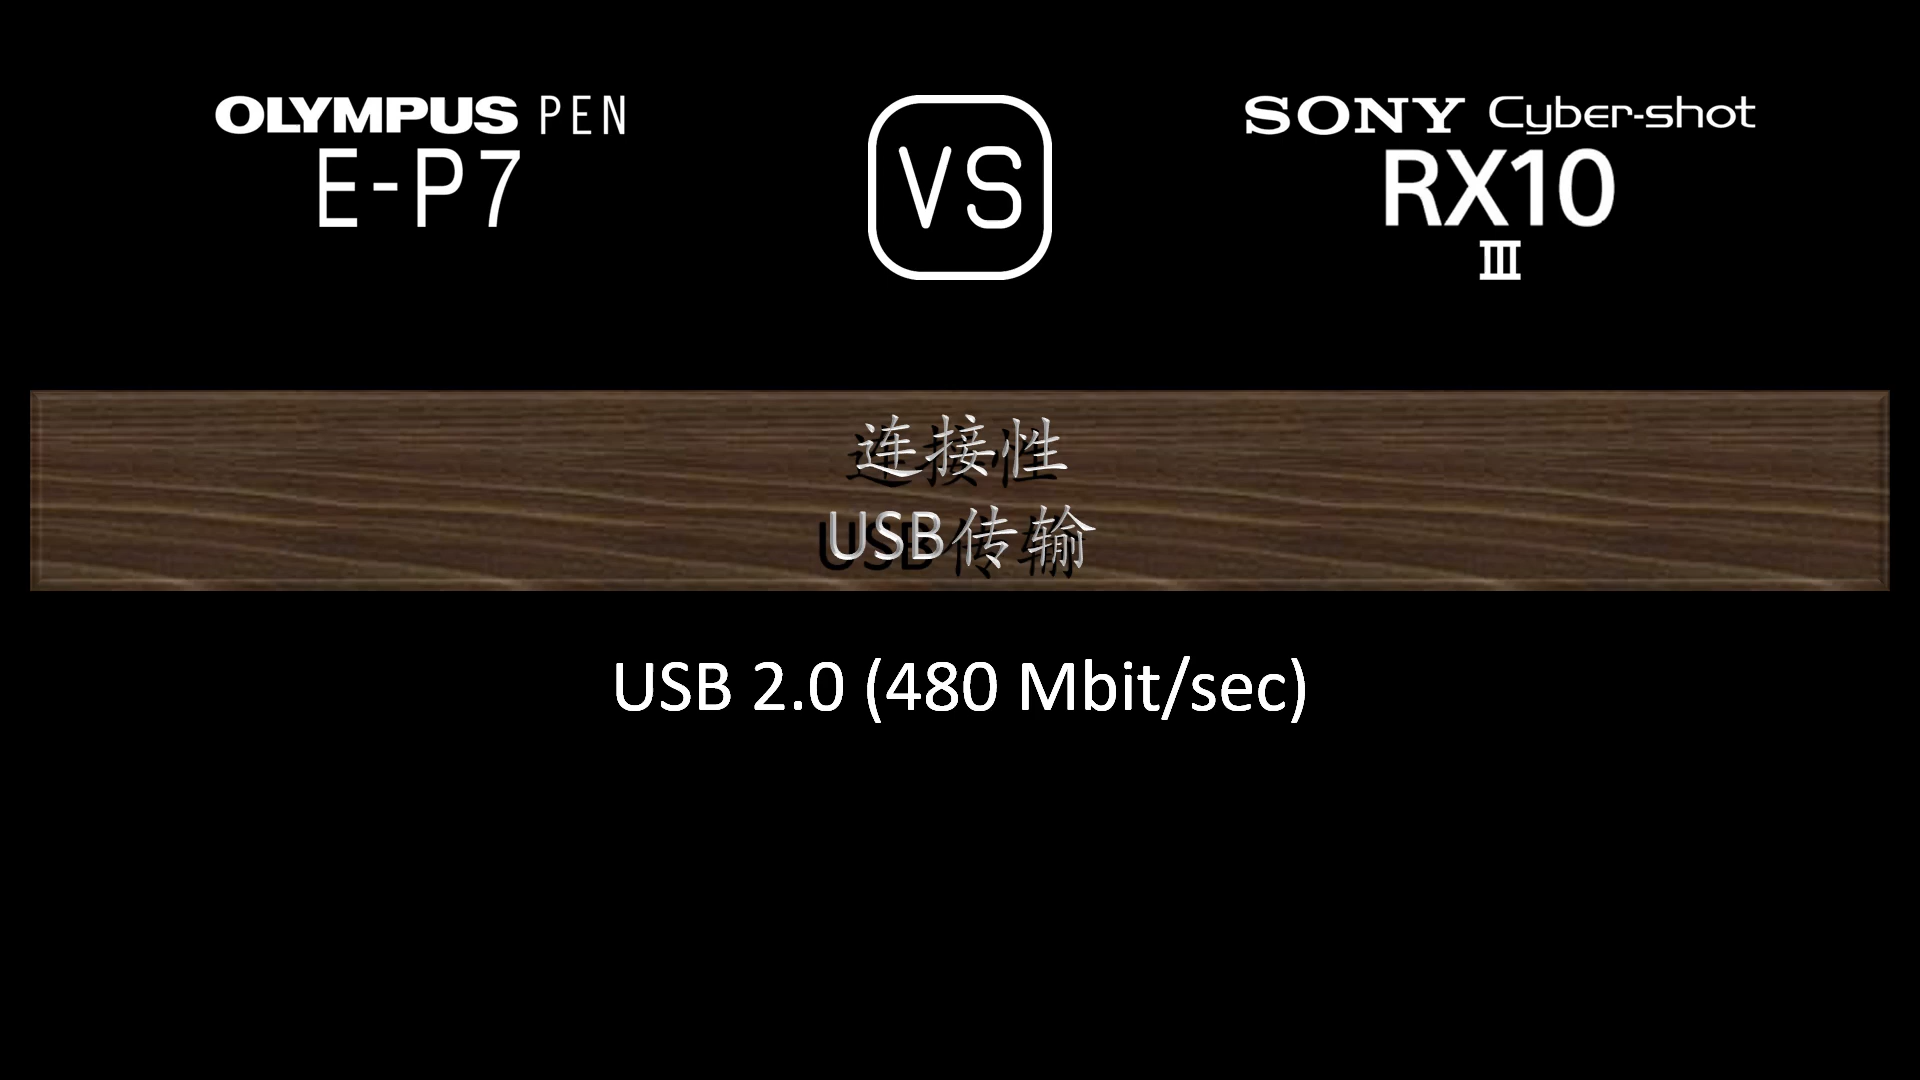 OLYMPUS PEN
E-P7
VS
SONY Cyber-shot
RX10
III
连接性
USB传输
USB 2.0 (480 Mbit/sec)